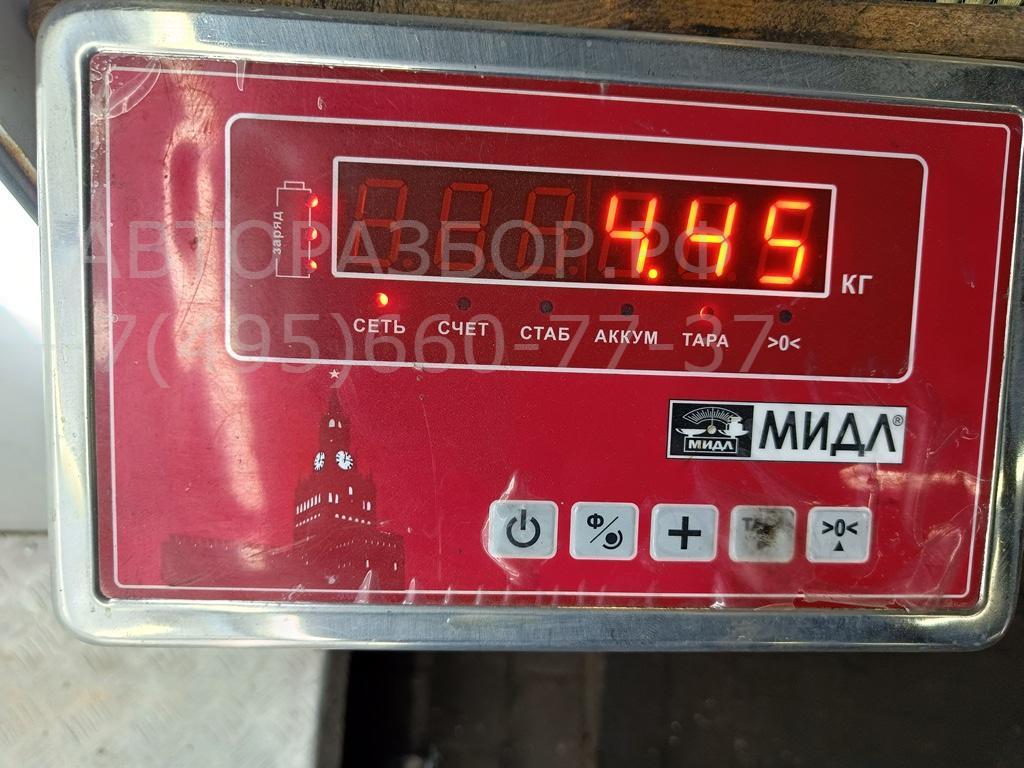 заряд
4.45
КГ
СЕТЬ СЧЕТ СТАБ АККУМ ТАРА >0<
АВТОРАЗБОР.РФ
+7(495)660-77-37
МИДЛ МИДЛ®
Ф >0<